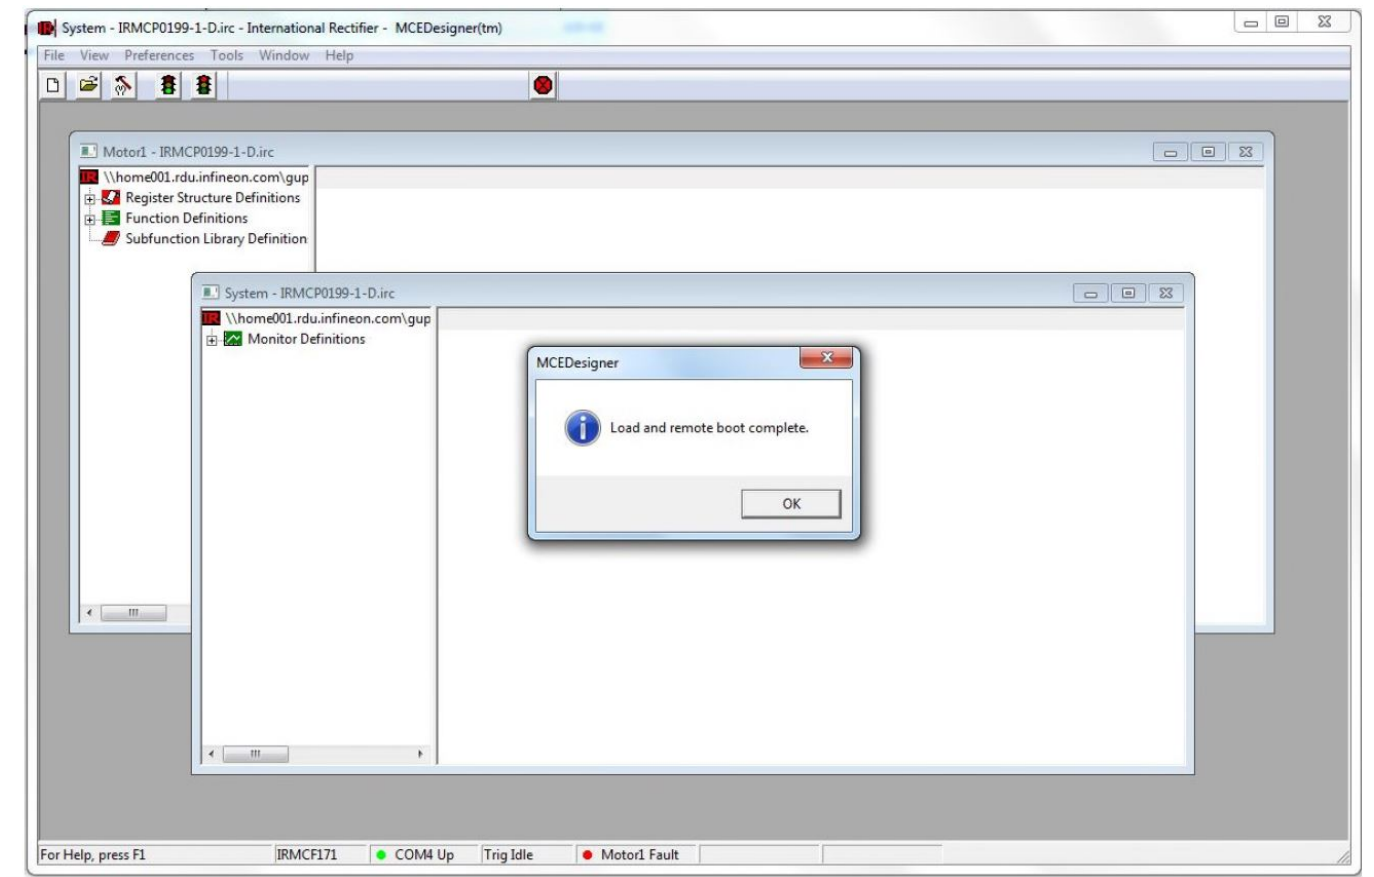 System - IRMCP0199-1-D.irc - International Rectifier - MCEDesigner(tm)
File View Preferences Tools Window Help
Motor1 - IRMCP0199-1-D.irc
IR \\home001.rdu.infineon.com\gup
Register Structure Definitions
Function Definitions
Subfunction Library Definition
System - IRMCP0199-1-D.irc
IR \\home001.rdu.infineon.com\gup
Monitor Definitions
MCEDesigner
Load and remote boot complete.
OK
For Help, press F1 IRMCF171 COM4 Up Trig Idle Motor1 Fault